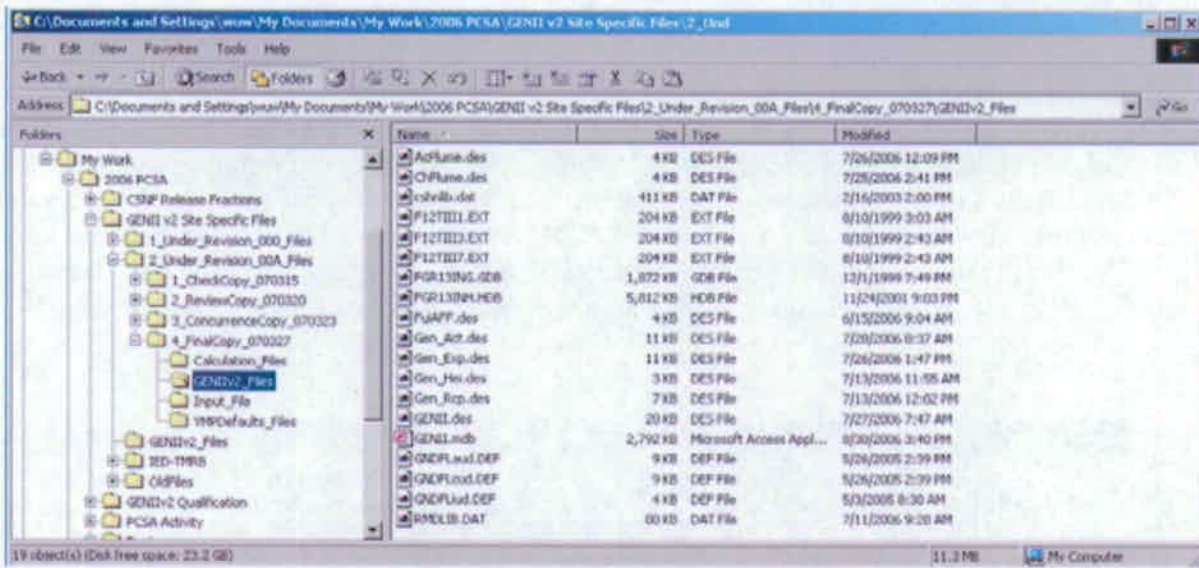 C:\Documents and Settings\wuw\My Documents\My Work\2006 PCSA\GENII v2 Site Specific Files\2_Und
File Edit View Favorites Tools Help
Back Search Folders
Address C:\Documents and Settings\wuw\My Documents\My Work\2006 PCSA\GENII v2 Site Specific Files\2_Under_Revision_00A_Files\4_FinalCopy_070327\GENIIv2_Files Go
Folders
My Work
2006 PCSA
CSNF Release Fractions
GENII v2 Site Specific Files
1_Under_Revision_000_Files
2_Under_Revision_00A_Files
1_CheckCopy_070315
2_ReviewCopy_070320
3_ConcurrenceCopy_070323
4_FinalCopy_070327
Calculation_Files
GENIIv2_Files
Input_File
YMPDefaults_Files
GENIIv2_Files
IED-TMRB
OldFiles
GENIIv2 Qualification
PCSA Activity
Name Size Type Modified
AcPlume.des 4 KB DES File 7/26/2006 12:09 PM
ChPlume.des 4 KB DES File 7/25/2006 2:41 PM
cshnlib.dat 411 KB DAT File 2/16/2003 2:00 PM
F12TIII1.EXT 204 KB EXT File 8/10/1999 3:03 AM
F12TIII3.EXT 204 KB EXT File 8/10/1999 2:43 AM
F12TIII7.EXT 204 KB EXT File 8/10/1999 2:43 AM
FGR13ING.GDB 1,872 KB GDB File 12/1/1999 7:49 PM
FGR13INH.HDB 5,812 KB HDB File 11/24/2001 9:03 PM
PuAFF.des 4 KB DES File 6/15/2006 9:04 AM
Gen_Act.des 11 KB DES File 7/28/2006 8:37 AM
Gen_Exp.des 11 KB DES File 7/26/2006 1:47 PM
Gen_Hei.des 3 KB DES File 7/13/2006 11:55 AM
Gen_Rcp.des 7 KB DES File 7/13/2006 12:02 PM
GENII.des 20 KB DES File 7/27/2006 7:47 AM
GENII.mdb 2,792 KB Microsoft Access Appl... 8/30/2006 3:40 PM
GNDFLaud.DEF 9 KB DEF File 5/26/2005 2:39 PM
GNDFLoud.DEF 9 KB DEF File 5/26/2005 2:39 PM
GNDFLiud.DEF 4 KB DEF File 5/3/2005 8:30 AM
RMDLIB.DAT 80 KB DAT File 7/11/2006 9:28 AM
19 object(s) (Disk free space: 23.2 GB) 11.3 MB My Computer